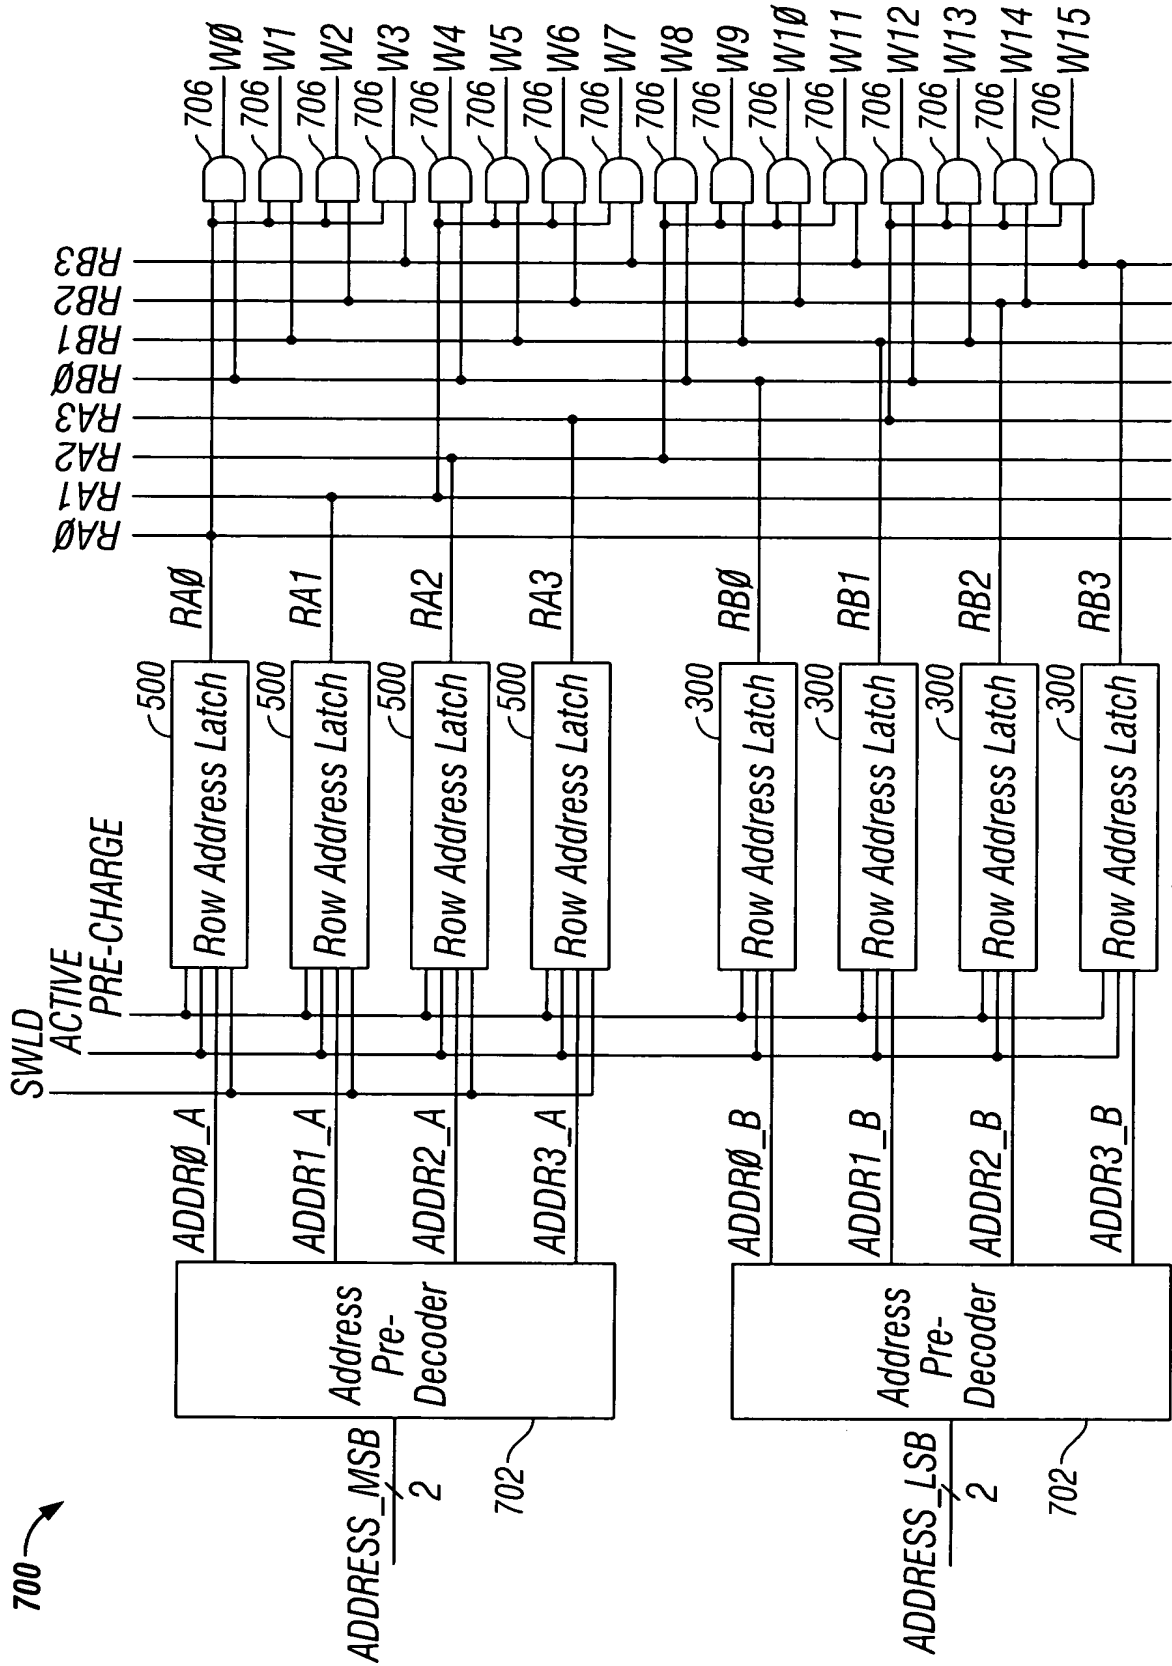 700
ADDRESS_MSB
2
702
Address
Pre-
Decoder
ADDRESS_LSB
2
702
Address
Pre-
Decoder
ADDRØ_A
ADDR1_A
ADDR2_A
ADDR3_A
ADDRØ_B
ADDR1_B
ADDR2_B
ADDR3_B
SWLD
ACTIVE
PRE-CHARGE
500
Row Address Latch
500
Row Address Latch
500
Row Address Latch
500
Row Address Latch
300
Row Address Latch
300
Row Address Latch
300
Row Address Latch
300
Row Address Latch
RAØ
RA1
RA2
RA3
RBØ
RB1
RB2
RB3
RAØ
RA1
RA2
RA3
RBØ
RB1
RB2
RB3
706
WØ
706
W1
706
W2
706
W3
706
W4
706
W5
706
W6
706
W7
706
W8
706
W9
706
W1Ø
706
W11
706
W12
706
W13
706
W14
706
W15